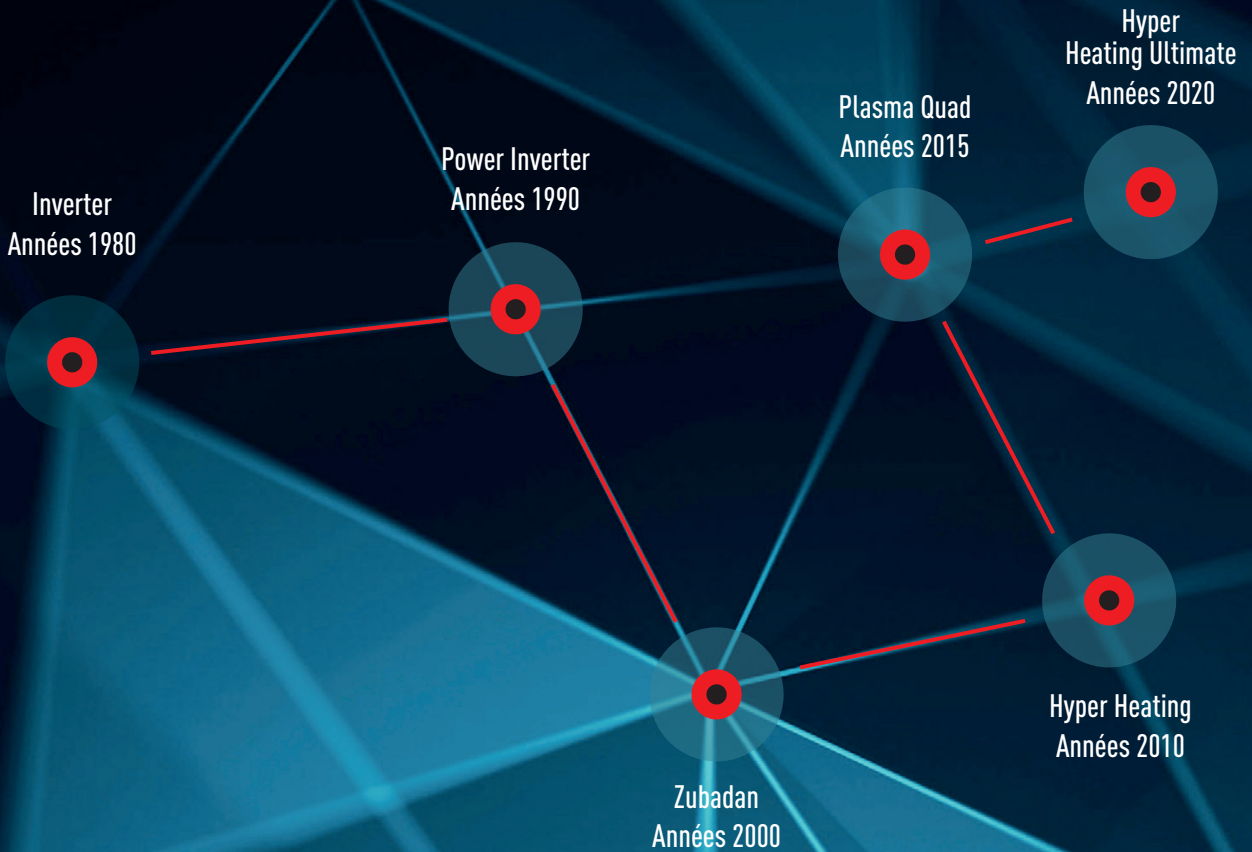 Inverter
Années 1980
Power Inverter
Années 1990
Zubadan
Années 2000
Hyper Heating
Années 2010
Plasma Quad
Années 2015
Hyper
Heating Ultimate
Années 2020